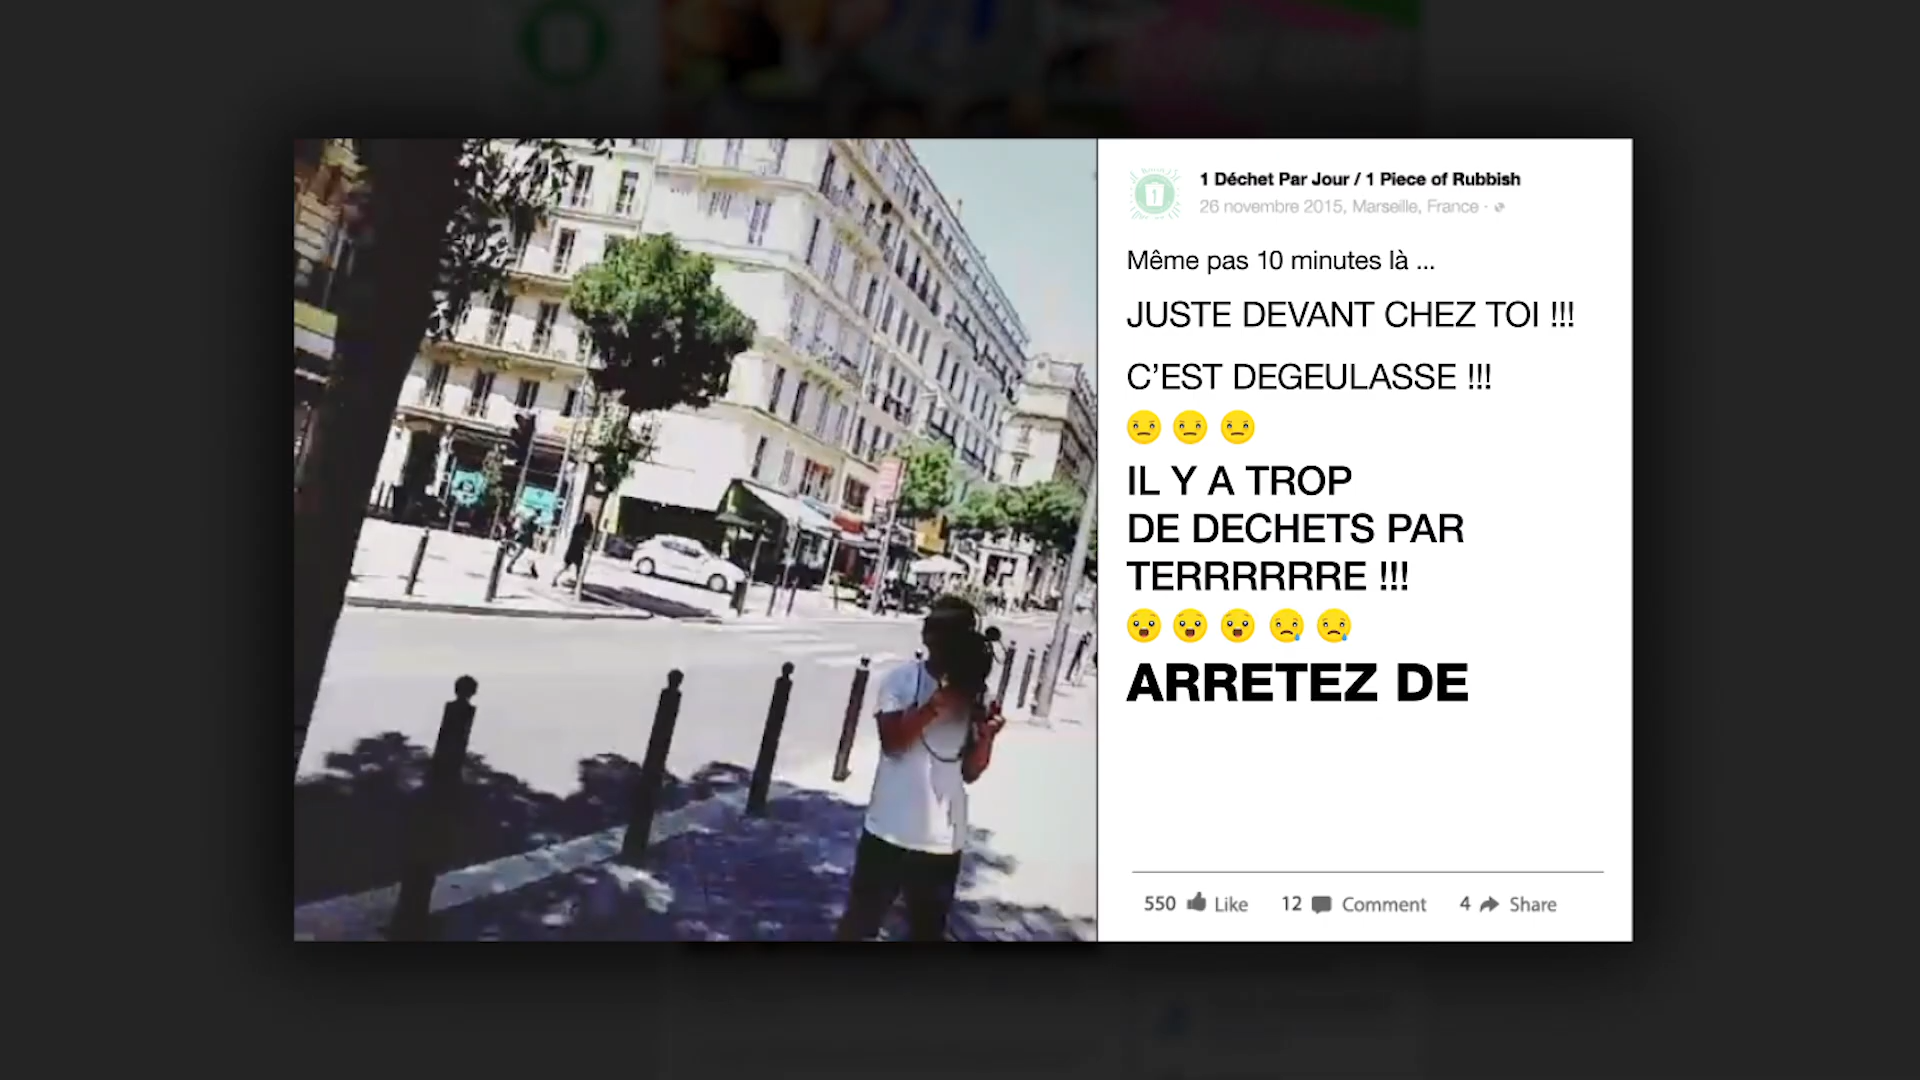 1 Déchet Par Jour / 1 Piece of Rubbish
26 novembre 2015, Marseille, France ·
Même pas 10 minutes là ...
JUSTE DEVANT CHEZ TOI !!!
C’EST DEGEULASSE !!!
IL Y A TROP
DE DECHETS PAR
TERRRRRRE !!!
ARRETEZ DE
550 Like 12 Comment 4 Share